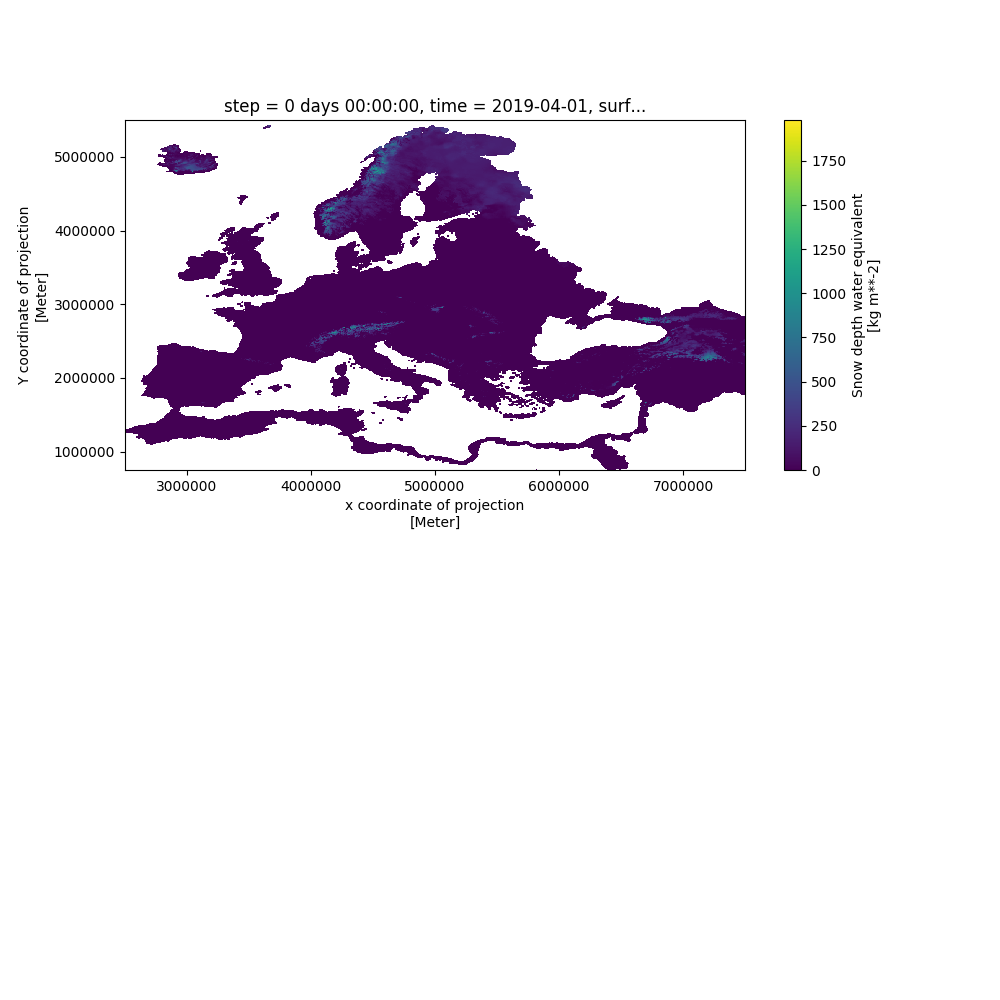 step = 0 days 00:00:00, time = 2019-04-01, surf...
5000000
4000000
3000000
2000000
1000000
Y coordinate of projection
[Meter]
3000000
4000000
5000000
6000000
7000000
x coordinate of projection
[Meter]
1750
1500
1250
1000
750
500
250
0
Snow depth water equivalent
[kg m**-2]